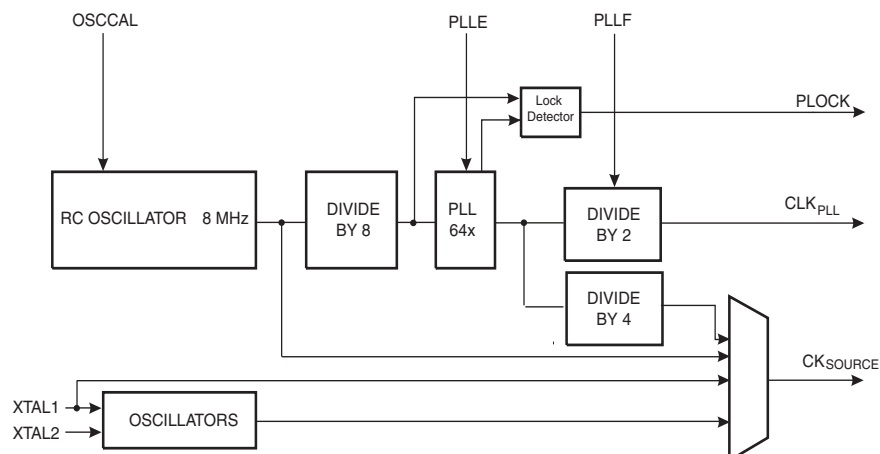 OSCCAL
PLLE
PLLF
Lock
Detector
PLOCK
RC OSCILLATOR 8 MHz
DIVIDE
BY 8
PLL
64x
DIVIDE
BY 2
CLKPLL
DIVIDE
BY 4
CKSOURCE
XTAL1
XTAL2
OSCILLATORS